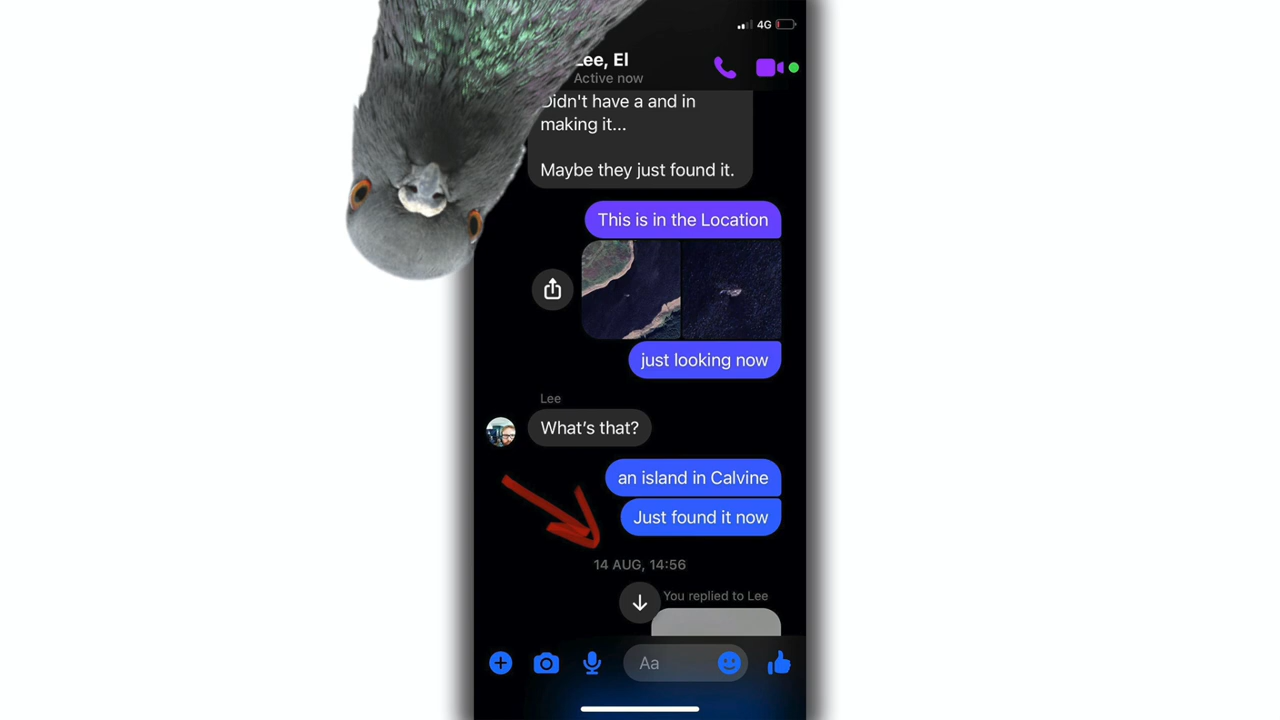 4G
Lee, El
Active now
Didn't have a and in
making it...
Maybe they just found it.
This is in the Location
just looking now
Lee
What's that?
an island in Calvine
Just found it now
14 AUG, 14:56
You replied to Lee
Aa